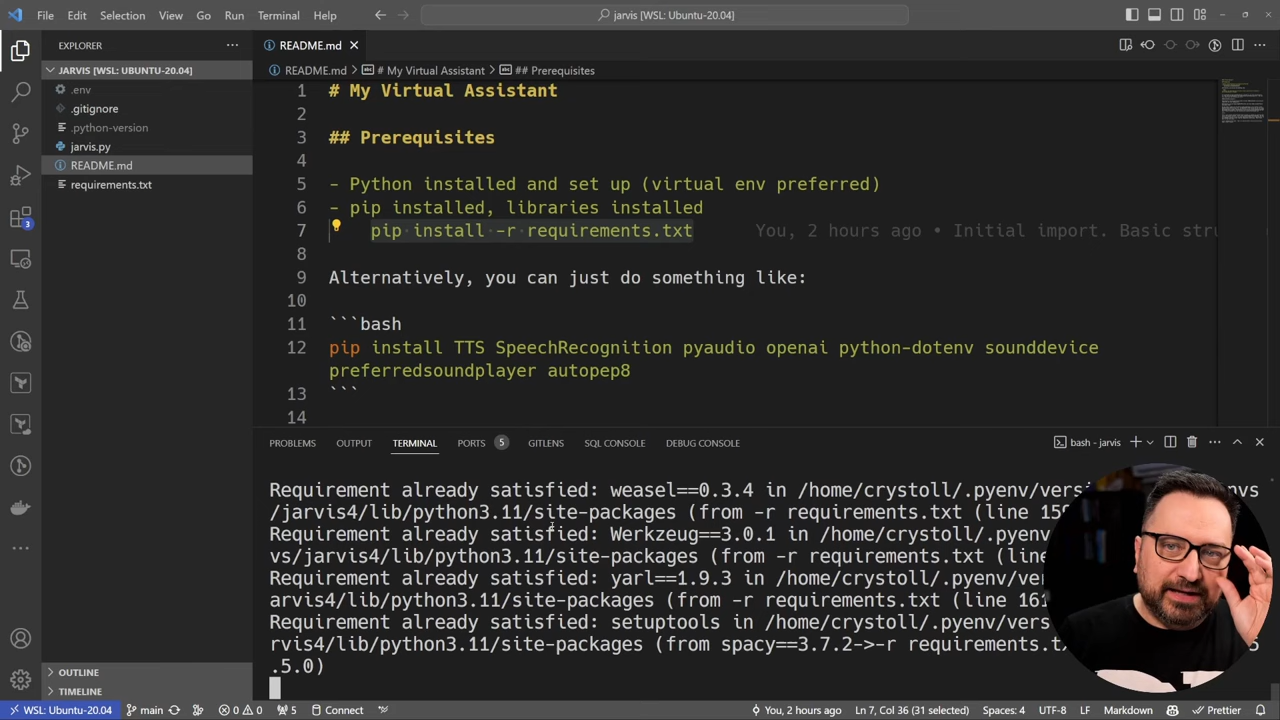 File Edit Selection View Go Run Terminal Help
jarvis [WSL: Ubuntu-20.04]
EXPLORER
README.md
JARVIS [WSL: UBUNTU-20.04]
.env
.gitignore
.python-version
jarvis.py
README.md
requirements.txt
README.md > # My Virtual Assistant > ## Prerequisites
1 # My Virtual Assistant
2
3 ## Prerequisites
4
5 - Python installed and set up (virtual env preferred)
6 - pip installed, libraries installed
7 pip install -r requirements.txt You, 2 hours ago • Initial import. Basic stru
8
9 Alternatively, you can just do something like:
10
11 ```bash
12 pip install TTS SpeechRecognition pyaudio openai python-dotenv sounddevice
preferredsoundplayer autopep8
13 ```
14
PROBLEMS OUTPUT TERMINAL PORTS 5 GITLENS SQL CONSOLE DEBUG CONSOLE
bash - jarvis
Requirement already satisfied: weasel==0.3.4 in /home/crystoll/.pyenv/vers nvs
/jarvis4/lib/python3.11/site-packages (from -r requirements.txt (line 159
Requirement already satisfied: Werkzeug==3.0.1 in /home/crystoll/.pyenv/ve
vs/jarvis4/lib/python3.11/site-packages (from -r requirements.txt (line
Requirement already satisfied: yarl==1.9.3 in /home/crystoll/.pyenv/ver
arvis4/lib/python3.11/site-packages (from -r requirements.txt (line 161
Requirement already satisfied: setuptools in /home/crystoll/.pyenv/vers
rvis4/lib/python3.11/site-packages (from spacy==3.7.2->-r requirements.tx
.5.0)
3
OUTLINE
TIMELINE
WSL: Ubuntu-20.04 main 0 0 5 Connect You, 2 hours ago Ln 7, Col 36 (31 selected) Spaces: 4 UTF-8 LF Markdown Prettier